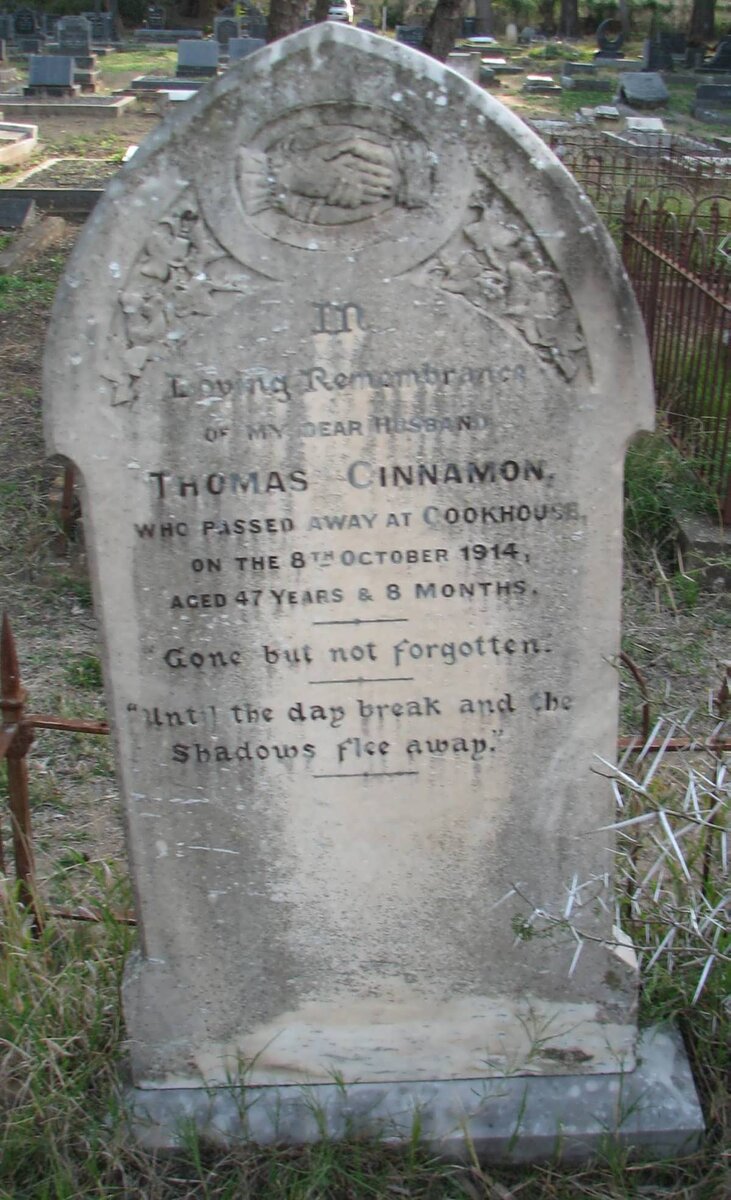 In
Loving Remembrance
OF MY DEAR HUSBAND
THOMAS CINNAMON,
WHO PASSED AWAY AT COOKHOUSE,
ON THE 8TH OCTOBER 1914,
AGED 47 YEARS & 8 MONTHS.
"Gone but not forgotten.
"Until the day break and the
Shadows flee away."